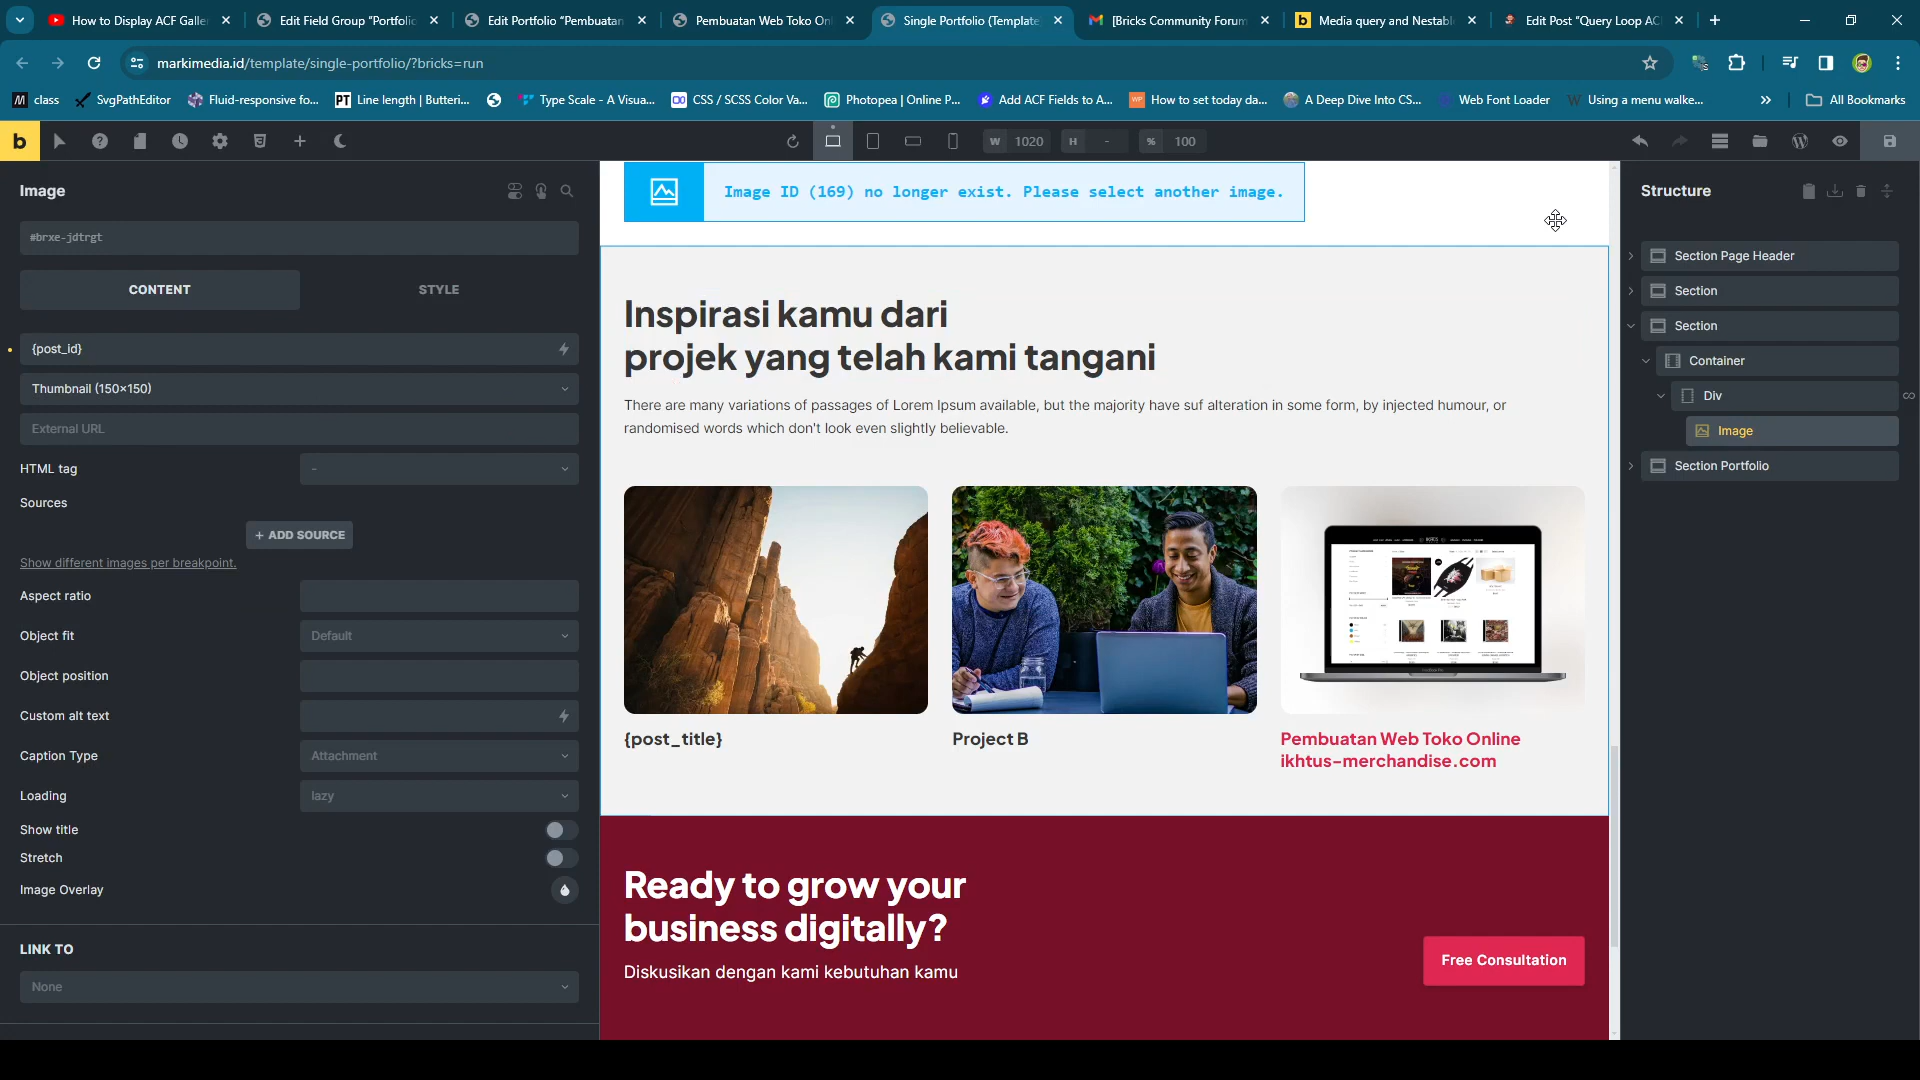 How to Display ACF Galler
Edit Field Group "Portfolio
Edit Portfolio "Pembuatan
Pembuatan Web Toko Onl
Single Portfolio (Template
[Bricks Community Forum
Media query and Nestabl
Edit Post "Query Loop AC
markimedia.id/template/single-portfolio/?bricks=run
class
SvgPathEditor
Fluid-responsive fo...
PT Line length | Butteri...
Type Scale - A Visua...
CSS / SCSS Color Va...
Photopea | Online P...
Add ACF Fields to A...
WP How to set today da...
A Deep Dive Into CS...
Web Font Loader
W Using a menu walke...
All Bookmarks
b
W 1020
H -
% 100
Image
#brxe-jdtrgt
CONTENT
STYLE
{post_id}
Thumbnail (150×150)
External URL
HTML tag
-
Sources
+ ADD SOURCE
Show different images per breakpoint.
Aspect ratio
Object fit
Default
Object position
Custom alt text
Caption Type
Attachment
Loading
lazy
Show title
Stretch
Image Overlay
LINK TO
None
Image ID (169) no longer exist. Please select another image.
Inspirasi kamu dari
projek yang telah kami tangani
There are many variations of passages of Lorem Ipsum available, but the majority have suf alteration in some form, by injected humour, or
randomised words which don't look even slightly believable.
{post_title}
Project B
Pembuatan Web Toko Online
ikhtus-merchandise.com
Ready to grow your
business digitally?
Diskusikan dengan kami kebutuhan kamu
Free Consultation
Structure
Section Page Header
Section
Section
Container
Div
Image
Section Portfolio